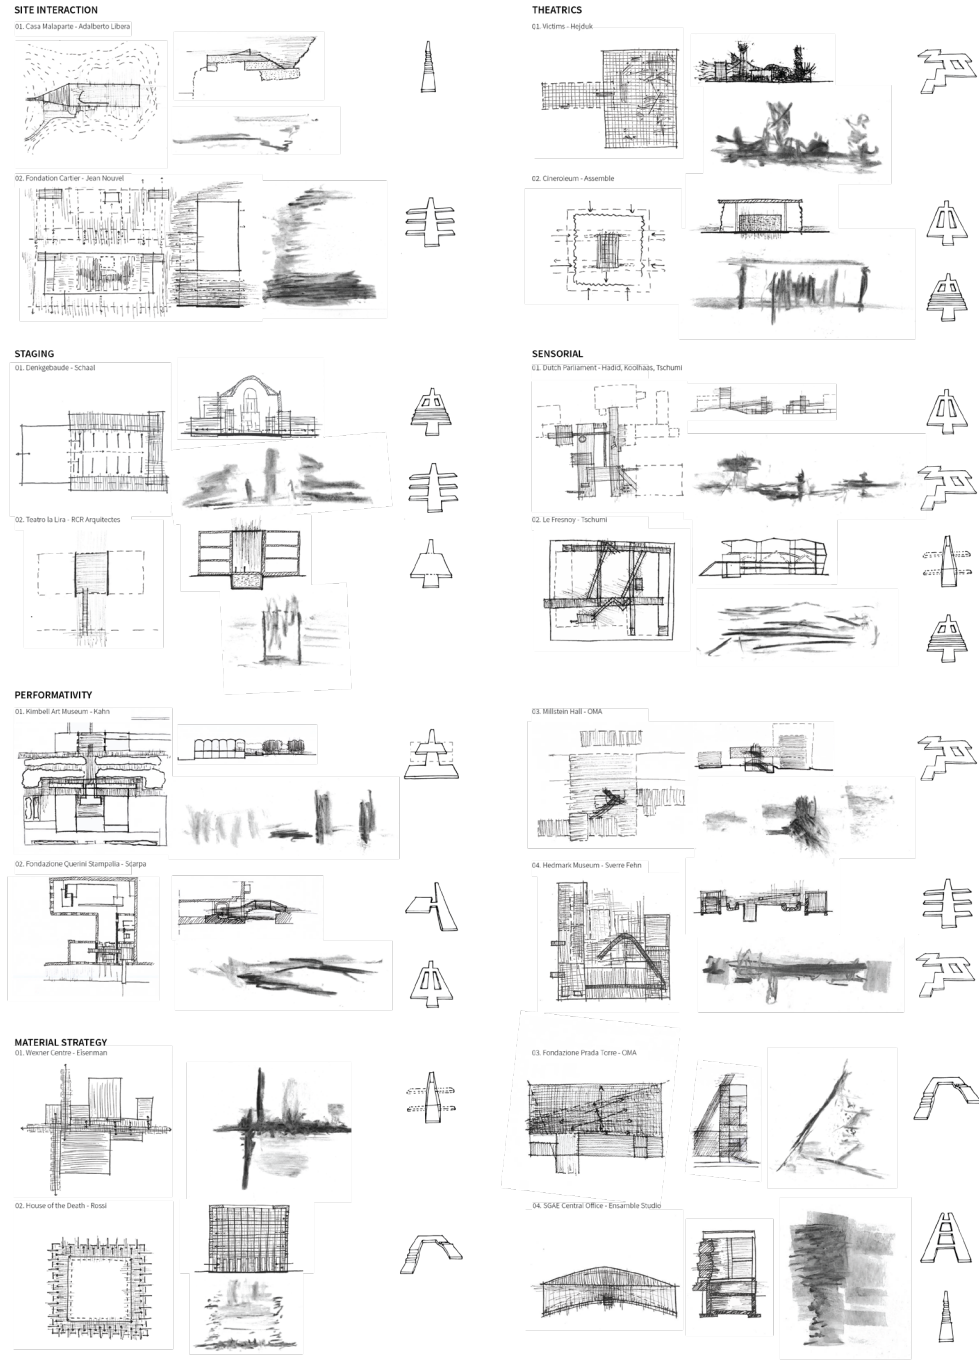 SITE INTERACTION
01. Casa Malaparte - Adalberto Libera
02. Fondation Cartier - Jean Nouvel
THEATRICS
01. Victims - Hejduk
02. Cineroleum - Assemble
STAGING
01. Denkgebaude - Schaal
02. Teatro la Lira - RCR Arquitectes
SENSORIAL
01. Dutch Parliament - Hadid, Koolhaas, Tschumi
02. Le Fresnoy - Tschumi
PERFORMATIVITY
01. Kimbell Art Museum - Kahn
02. Fondazione Querini Stampalia - Scarpa
03. Millstein Hall - OMA
04. Hedmark Museum - Sverre Fehn
MATERIAL STRATEGY
01. Wexner Centre - Eisenman
02. House of the Death - Rossi
03. Fondazione Prada Torre - OMA
04. SGAE Central Office - Ensamble Studio